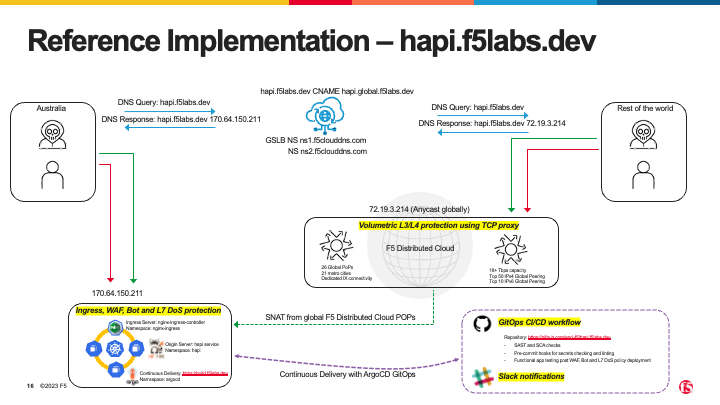 Reference Implementation – hapi.f5labs.dev
hapi.f5labs.dev CNAME hapi.global.f5labs.dev
Australia
DNS Query: hapi.f5labs.dev
DNS Response: hapi.f5labs.dev 170.64.150.211
GSLB NS ns1.f5clouddns.com
NS ns2.f5clouddns.com
DNS Query: hapi.f5labs.dev
DNS Response: hapi.f5labs.dev 72.19.3.214
Rest of the world
72.19.3.214 (Anycast globally)
Volumetric L3/L4 protection using TCP proxy
F5 Distributed Cloud
26 Global PoPs
21 metro cities
Dedicated IX connectivity
Top 50 IPv4 Global Peering
Top 10 IPv6 Global Peering
170.64.150.211
Ingress, WAF, Bot and L7 DoS protection
Ingress Server: nginx-ingress-controller
Namespace: nginx-ingress
Origin Server: hapi service
Namespace: hapi
Continuous Delivery:
Namespace: argocd
argo
SNAT from global F5 Distributed Cloud POPs
Continuous Delivery with ArgoCD GitOps
GitOps CI/CD workflow
Repository:
- SAST and SCA checks
- Pre-commit hooks for secrets checking and linting
- Functional app testing post WAF, Bot and L7 DoS policy deployment
Slack notifications
16 ©2023 F5